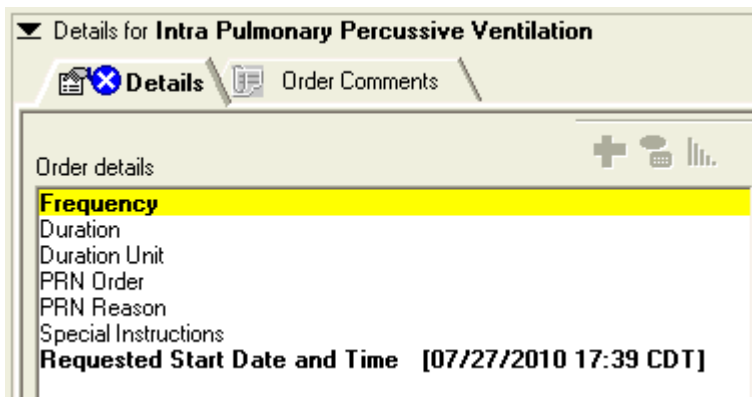 Details for Intra Pulmonary Percussive Ventilation
Details Order Comments
Order details
Frequency
Duration
Duration Unit
PRN Order
PRN Reason
Special Instructions
Requested Start Date and Time [07/27/2010 17:39 CDT]